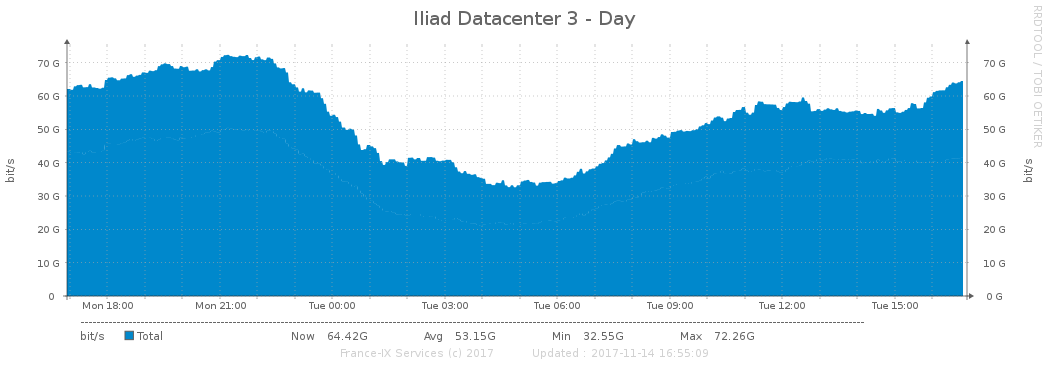 Iliad Datacenter 3 - Day
RRDTOOL / TOBI OETIKER
bit/s
bit/s
70 G 70 G
60 G 60 G
50 G 50 G
40 G 40 G
30 G 30 G
20 G 20 G
10 G 10 G
0 0 G
Mon 18:00 Mon 21:00 Tue 00:00 Tue 03:00 Tue 06:00 Tue 09:00 Tue 12:00 Tue 15:00
bit/s Total Now 64.42G Avg 53.15G Min 32.55G Max 72.26G
France-IX Services (c) 2017 Updated : 2017-11-14 16:55:09